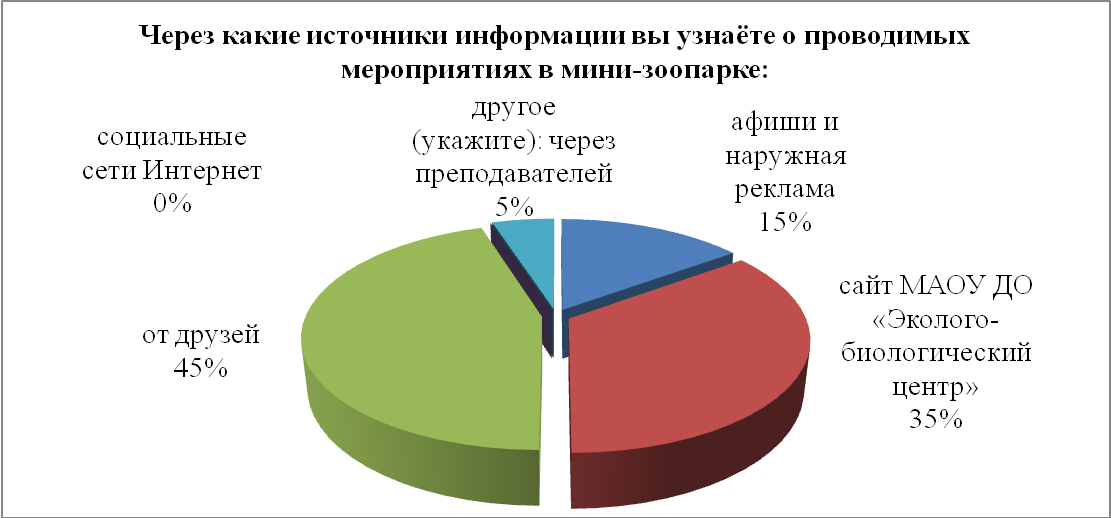 Через какие источники информации вы узнаёте о проводимых
мероприятиях в мини-зоопарке:
социальные
сети Интернет
0%
другое
(укажите): через
преподавателей
5%
афиши и
наружная
реклама
15%
от друзей
45%
сайт МАОУ ДО
«Эколого-
биологический
центр»
35%